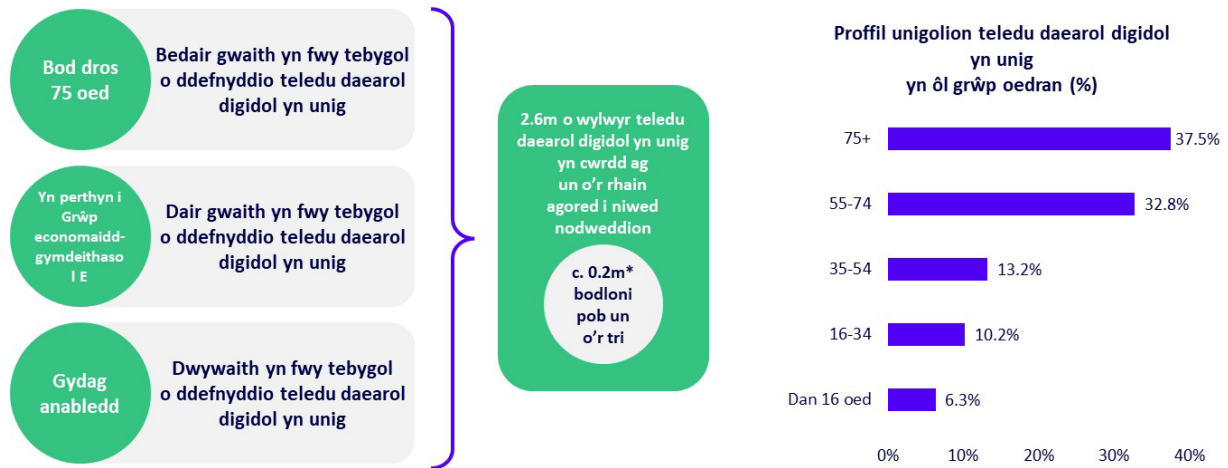 Bod dros
75 oed
Bedair gwaith yn fwy tebygol
o ddefnyddio teledu daearol
digidol yn unig
Yn perthyn i
Grŵp
economaidd-
gymdeithaso
l E
Dair gwaith yn fwy tebygol
o ddefnyddio teledu daearol
digidol yn unig
Gydag
anabledd
Dwywaith yn fwy tebygol
o ddefnyddio teledu daearol
digidol yn unig
2.6m o wylwyr teledu
daearol digidol yn unig
yn cwrdd ag
un o'r rhain
agored i niwed
nodweddion
c. 0.2m*
bodloni
pob un
o'r tri
Proffil unigolion teledu daearol digidol
yn unig
yn ôl grŵp oedran (%)
75+ 37.5%
55-74 32.8%
35-54 13.2%
16-34 10.2%
Dan 16 oed 6.3%
0% 10% 20% 30% 40%